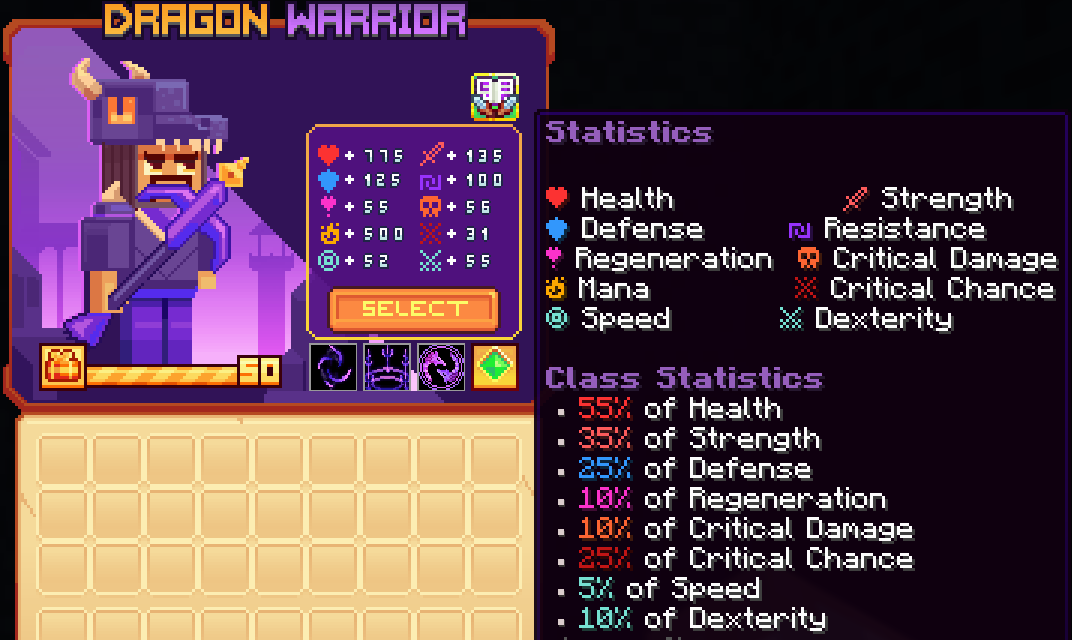 DRAGON WARRIOR
+ 775 + 135
+ 125 + 100
+ 55 + 56
+ 500 + 31
+ 52 + 55
SELECT
50
Statistics
Health Strength
Defense Resistance
Regeneration Critical Damage
Mana Critical Chance
Speed Dexterity
Class Statistics
▪ 55% of Health
▪ 35% of Strength
▪ 25% of Defense
▪ 10% of Regeneration
▪ 10% of Critical Damage
▪ 25% of Critical Chance
▪ 5% of Speed
▪ 10% of Dexterity